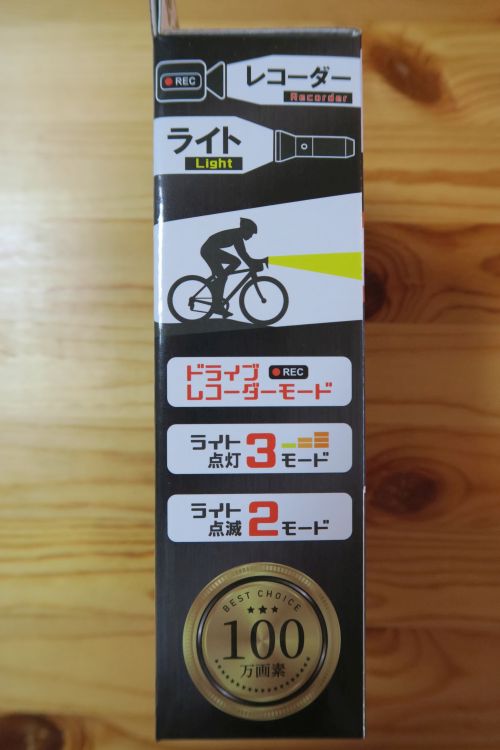 REC
レコーダー
Recorder
ライト
Light
ドライブ REC
レコーダーモード
ライト
点灯3モード
ライト
点滅2モード
BEST CHOICE
100
万画素